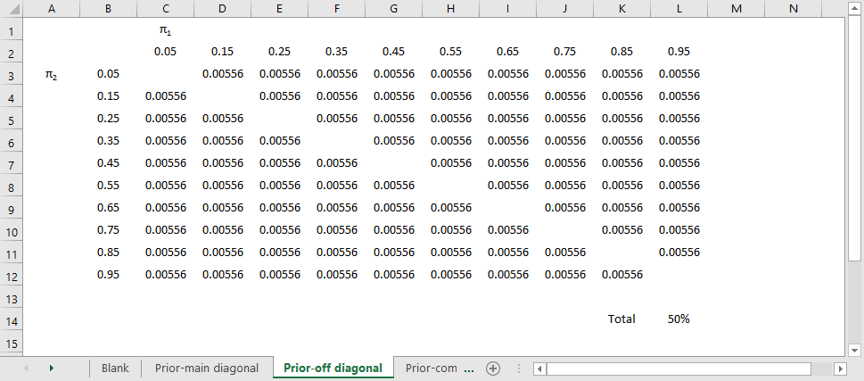 A B C D E F G H I J K L M N
1 π₁
2 0.05 0.15 0.25 0.35 0.45 0.55 0.65 0.75 0.85 0.95
3 π₂ 0.05 0.00556 0.00556 0.00556 0.00556 0.00556 0.00556 0.00556 0.00556 0.00556
4 0.15 0.00556 0.00556 0.00556 0.00556 0.00556 0.00556 0.00556 0.00556 0.00556
5 0.25 0.00556 0.00556 0.00556 0.00556 0.00556 0.00556 0.00556 0.00556 0.00556
6 0.35 0.00556 0.00556 0.00556 0.00556 0.00556 0.00556 0.00556 0.00556 0.00556
7 0.45 0.00556 0.00556 0.00556 0.00556 0.00556 0.00556 0.00556 0.00556 0.00556
8 0.55 0.00556 0.00556 0.00556 0.00556 0.00556 0.00556 0.00556 0.00556 0.00556
9 0.65 0.00556 0.00556 0.00556 0.00556 0.00556 0.00556 0.00556 0.00556 0.00556
10 0.75 0.00556 0.00556 0.00556 0.00556 0.00556 0.00556 0.00556 0.00556 0.00556
11 0.85 0.00556 0.00556 0.00556 0.00556 0.00556 0.00556 0.00556 0.00556 0.00556
12 0.95 0.00556 0.00556 0.00556 0.00556 0.00556 0.00556 0.00556 0.00556 0.00556
13
14 Total 50%
15
Blank Prior-main diagonal Prior-off diagonal Prior-com ...